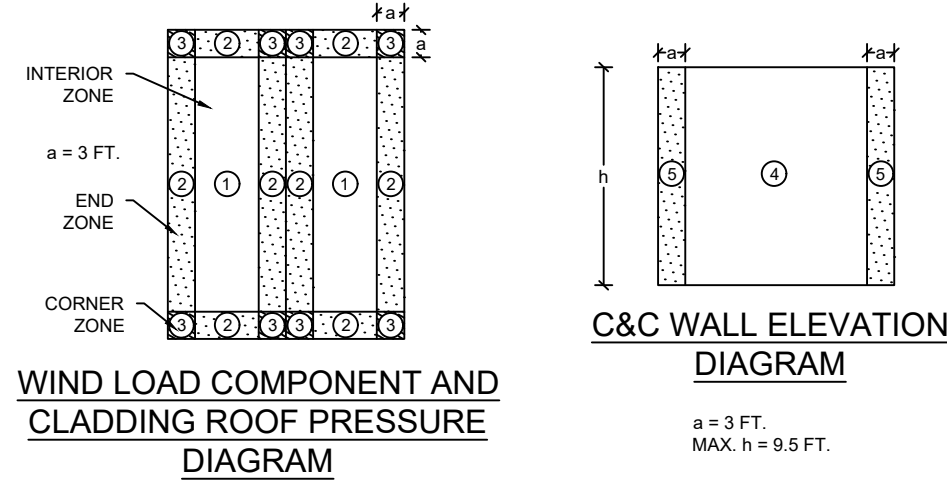 a
3 2 3 3 2 3
a
INTERIOR
ZONE
a = 3 FT.
2 1 2 2 1 2
END
ZONE
CORNER
ZONE
3 2 3 3 2 3
WIND LOAD COMPONENT AND
CLADDING ROOF PRESSURE
DIAGRAM
a a
h
5 4 5
C&C WALL ELEVATION
DIAGRAM
a = 3 FT.
MAX. h = 9.5 FT.